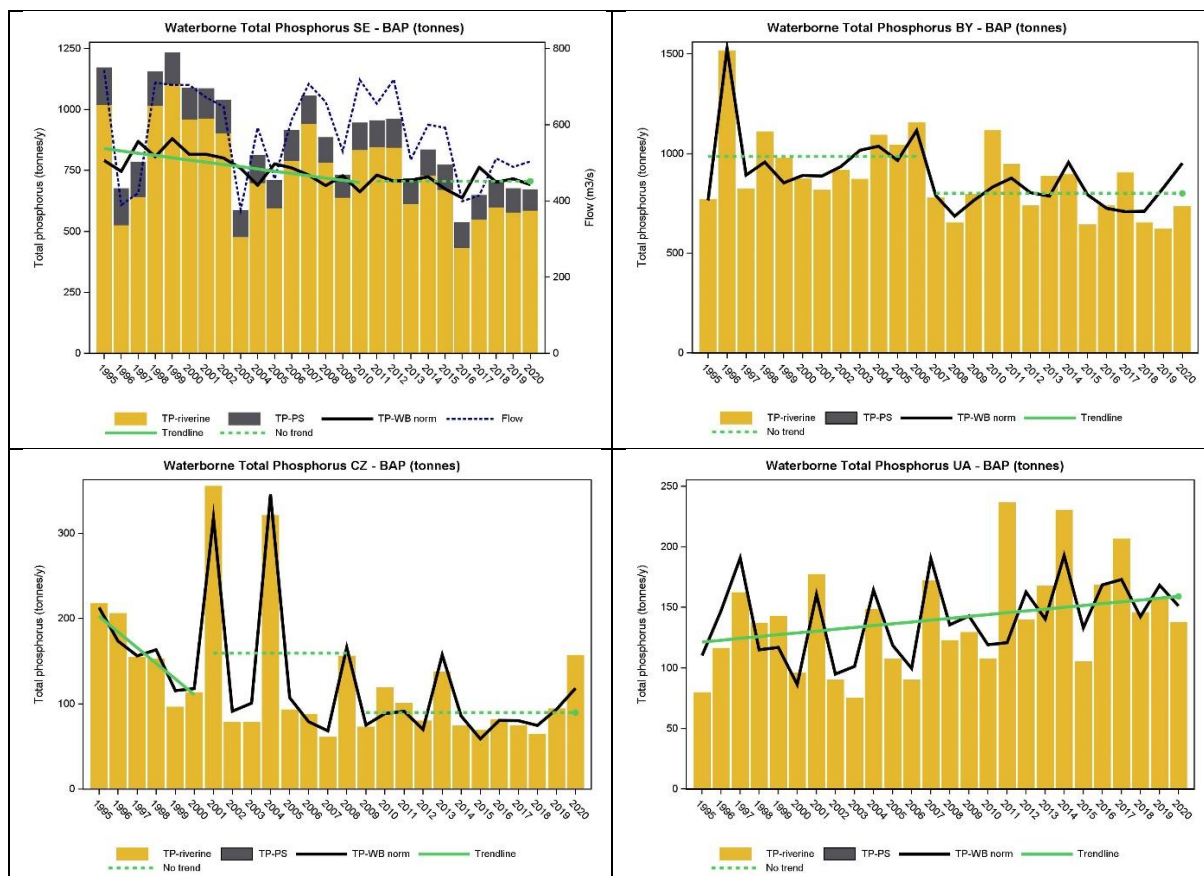 Waterborne Total Phosphorus SE - BAP (tonnes)
Total phosphorus (tonnes/y)
1250
1000
750
500
250
0
800
600
400
200
0
Flow (m3/s)
1995 1996 1997 1998 1999 2000 2001 2002 2003 2004 2005 2006 2007 2008 2009 2010 2011 2012 2013 2014 2015 2016 2017 2018 2019 2020
TP-riverine TP-PS TP-WB norm Flow
Trendline No trend
Waterborne Total Phosphorus BY - BAP (tonnes)
Total phosphorus (tonnes/y)
1500
1000
500
0
1995 1996 1997 1998 1999 2000 2001 2002 2003 2004 2005 2006 2007 2008 2009 2010 2011 2012 2013 2014 2015 2016 2017 2018 2019 2020
TP-riverine TP-PS TP-WB norm Trendline
No trend
Waterborne Total Phosphorus CZ - BAP (tonnes)
Total phosphorus (tonnes/y)
300
200
100
0
1995 1996 1997 1998 1999 2000 2001 2002 2003 2004 2005 2006 2007 2008 2009 2010 2011 2012 2013 2014 2015 2016 2017 2018 2019 2020
TP-riverine TP-PS TP-WB norm Trendline
No trend
Waterborne Total Phosphorus UA - BAP (tonnes)
Total phosphorus (tonnes/y)
250
200
150
100
50
0
1995 1996 1997 1998 1999 2000 2001 2002 2003 2004 2005 2006 2007 2008 2009 2010 2011 2012 2013 2014 2015 2016 2017 2018 2019 2020
TP-riverine TP-PS TP-WB norm Trendline
No trend